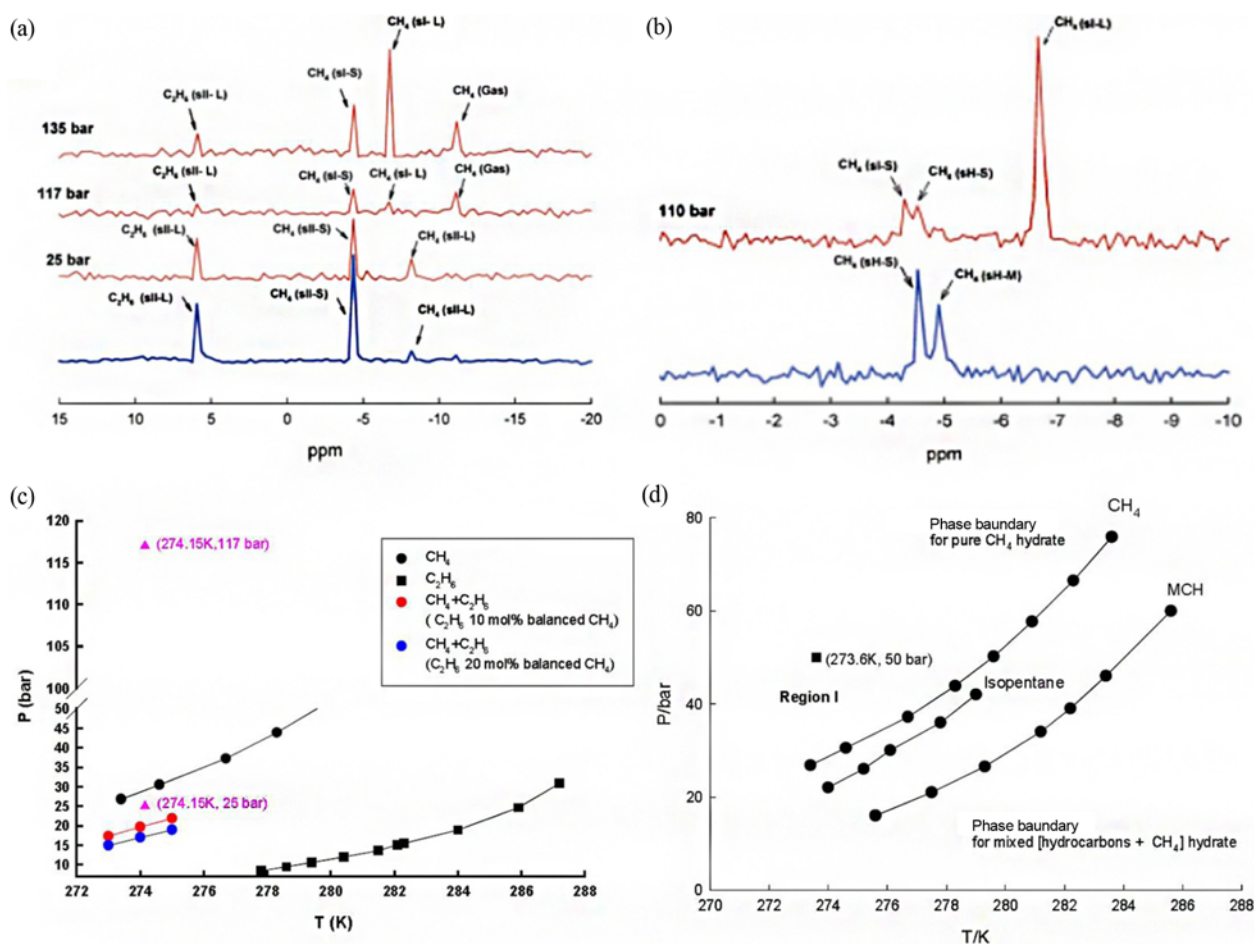 (a)
CH₄ (sI- L)
CH₄ (sI-S)
C₂H₆ (sII- L)
CH₄ (Gas)
135 bar
C₂H₆ (sII- L)
CH₄ (sI-S)
CH₄ (sI- L)
CH₄ (Gas)
117 bar
C₂H₆ (sII-L)
CH₄ (sII-S)
CH₄ (sII-L)
25 bar
C₂H₆ (sII-L)
CH₄ (sII-S)
CH₄ (sII-L)
15 10 5 0 -5 -10 -15 -20
ppm
(b)
CH₄ (sI-L)
CH₄ (sI-S)
CH₄ (sH-S)
110 bar
CH₄ (sH-S)
CH₄ (sH-M)
0 -1 -2 -3 -4 -5 -6 -7 -8 -9 -10
ppm
(c)
120
115
110
105
100
50
45
40
35
30
25
20
15
10
P (bar)
(274.15K, 117 bar)
(274.15K, 25 bar)
CH₄
C₂H₆
CH₄+C₂H₆
( C₂H₆ 10 mol% balanced CH₄)
CH₄+C₂H₆
(C₂H₆ 20 mol% balanced CH₄)
272 274 276 278 280 282 284 286 288
T (K)
(d)
80
60
40
20
0
P/bar
CH₄
Phase baundary
for pure CH₄ hydrate
MCH
(273.6K, 50 bar)
Isopentane
Region I
Phase baundary
for mixed [hydrocarbons + CH₄] hydrate
270 272 274 276 278 280 282 284 286 288
T/K